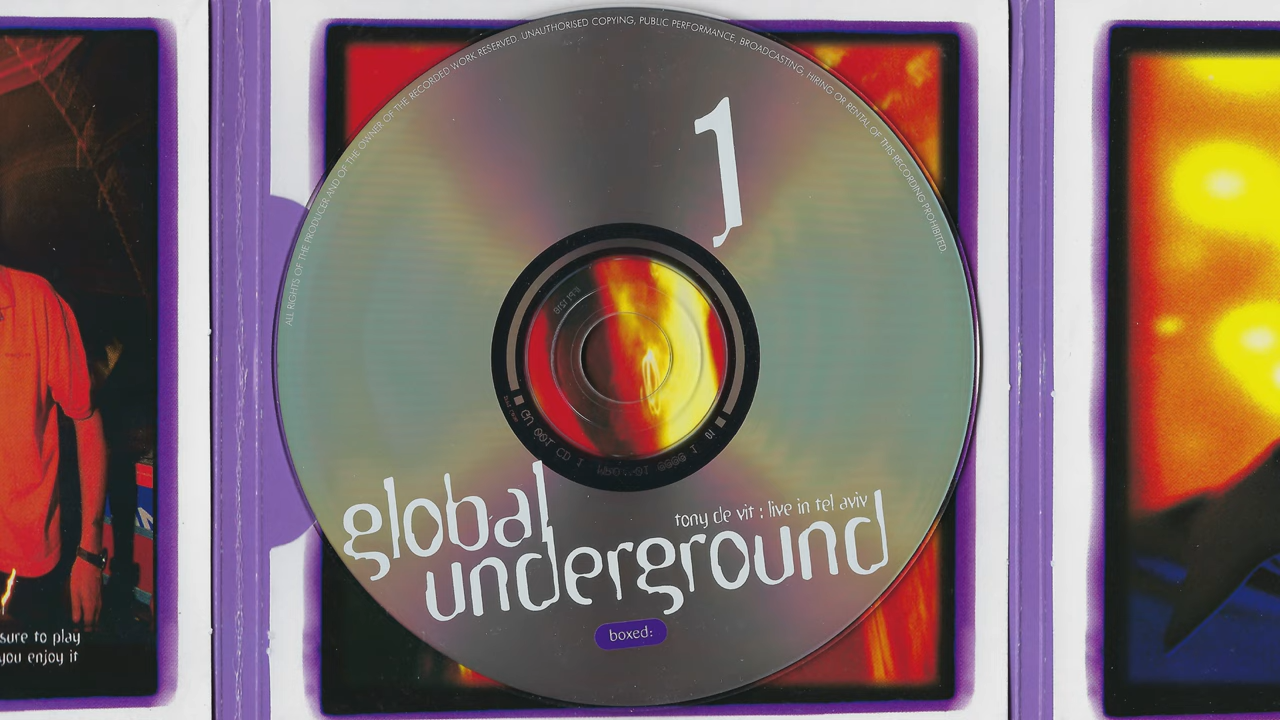 ALL RIGHTS OF THE PRODUCER AND OF THE OWNER OF THE RECORDED WORK RESERVED. UNAUTHORISED COPYING, PUBLIC PERFORMANCE, BROADCASTING, HIRING OR RENTAL OF THIS RECORDING PROHIBITED.
1
global
tony de vit : live in tel aviv
underground
boxed:
sure to play
you enjoy it